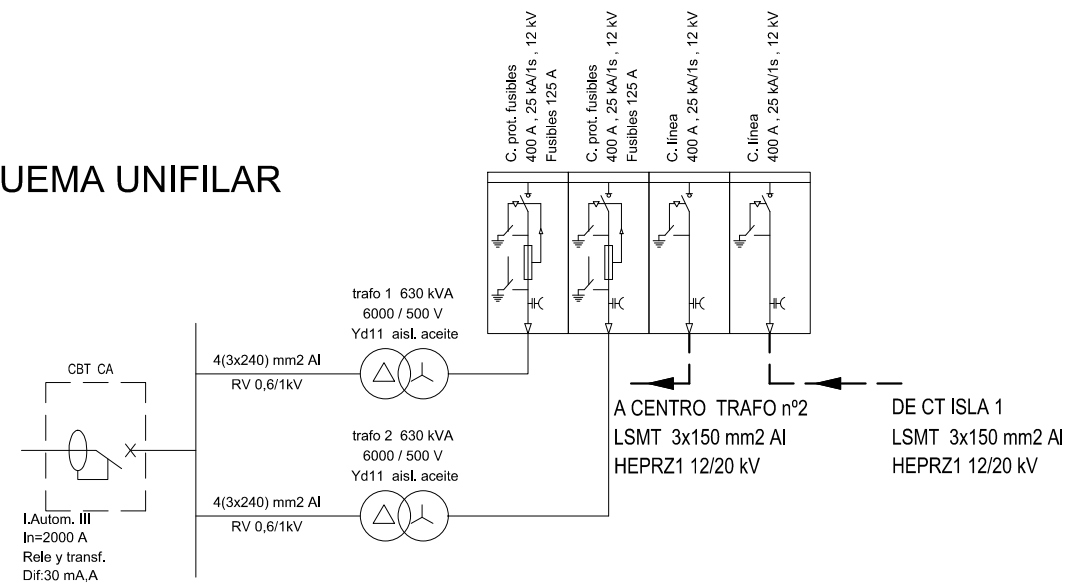 UEMA UNIFILAR
C. prot. fusibles
400 A , 25 kA/1s , 12 kV
Fusibles 125 A
C. prot. fusibles
400 A , 25 kA/1s , 12 kV
Fusibles 125 A
C. línea
400 A , 25 kA/1s , 12 kV
C. línea
400 A , 25 kA/1s , 12 kV
trafo 1 630 kVA
6000 / 500 V
Yd11 aisl. aceite
4(3x240) mm2 Al
RV 0,6/1kV
CBT CA
trafo 2 630 kVA
6000 / 500 V
Yd11 aisl. aceite
4(3x240) mm2 Al
RV 0,6/1kV
I.Autom. III
In=2000 A
Rele y transf.
Dif:30 mA,A
A CENTRO TRAFO nº2
LSMT 3x150 mm2 Al
HEPRZ1 12/20 kV
DE CT ISLA 1
LSMT 3x150 mm2 Al
HEPRZ1 12/20 kV